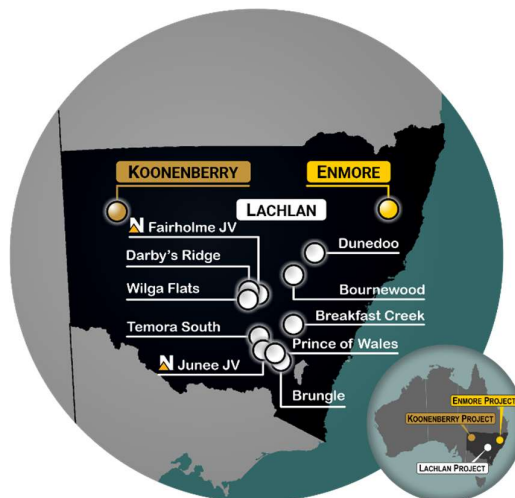 KOONENBERRY
ENMORE
LACHLAN
N Fairholme JV
Dunedoo
Darby's Ridge
Wilga Flats
Bournewood
Breakfast Creek
Temora South
Prince of Wales
N Junee JV
Brungle
ENMORE PROJECT
KOONENBERRY PROJECT
LACHLAN PROJECT